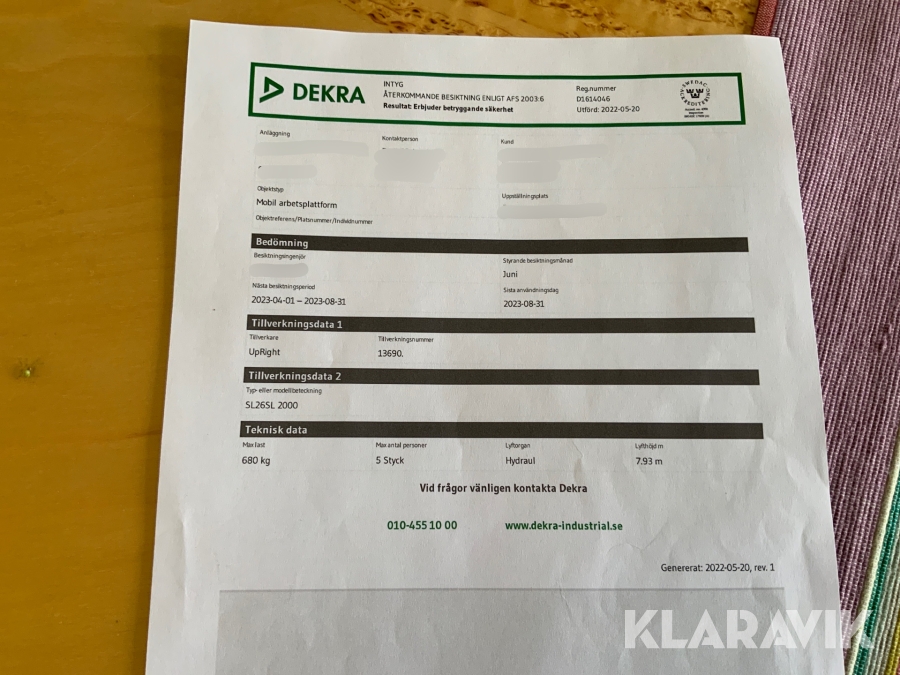 DEKRA
INTYG
ÅTERKOMMANDE BESIKTNING ENLIGT AFS 2003:6
Resultat: Erbjuder betryggande säkerhet
Reg.nummer
D1614046
Utförd: 2022-05-20
SWEDAC
ACKREDITERING
Anläggning
Kontaktperson
Kund
Objektstyp
Mobil arbetsplattform
Uppställningsplats
Objektreferens/Platsnummer/Individnummer
Bedömning
Besiktningsingenjör
Styrande besiktningsmånad
Juni
Nästa besiktningsperiod
2023-04-01 – 2023-08-31
Sista användningsdag
2023-08-31
Tillverkningsdata 1
Tillverkare
Tillverkningsnummer
UpRight
13690.
Tillverkningsdata 2
Typ- eller modellbeteckning
SL26SL 2000
Teknisk data
Max last
Max antal personer
Lyftorgan
Lyfthöjd m
680 kg
5 Styck
Hydraul
7.93 m
Vid frågor vänligen kontakta Dekra
010-455 10 00
www.dekra-industrial.se
Genererat: 2022-05-20, rev. 1
KLARAVIK